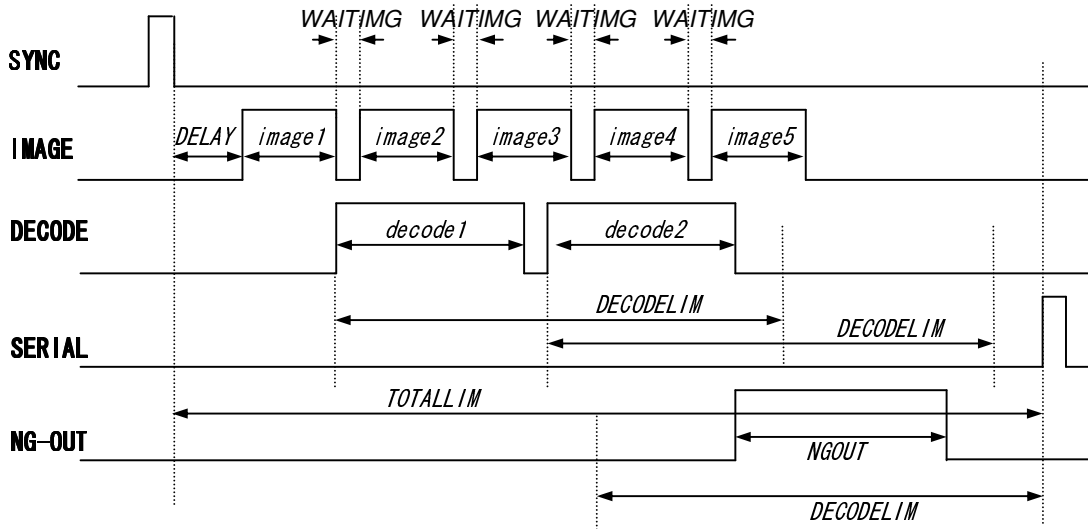 WAITIMG WAITIMG WAITIMG WAITIMG
SYNC
IMAGE
DELAY image1 image2 image3 image4 image5
DECODE
decode1 decode2
DECODELIM
DECODELIM
SERIAL
TOTALLIM
NG-OUT
NGOUT
DECODELIM